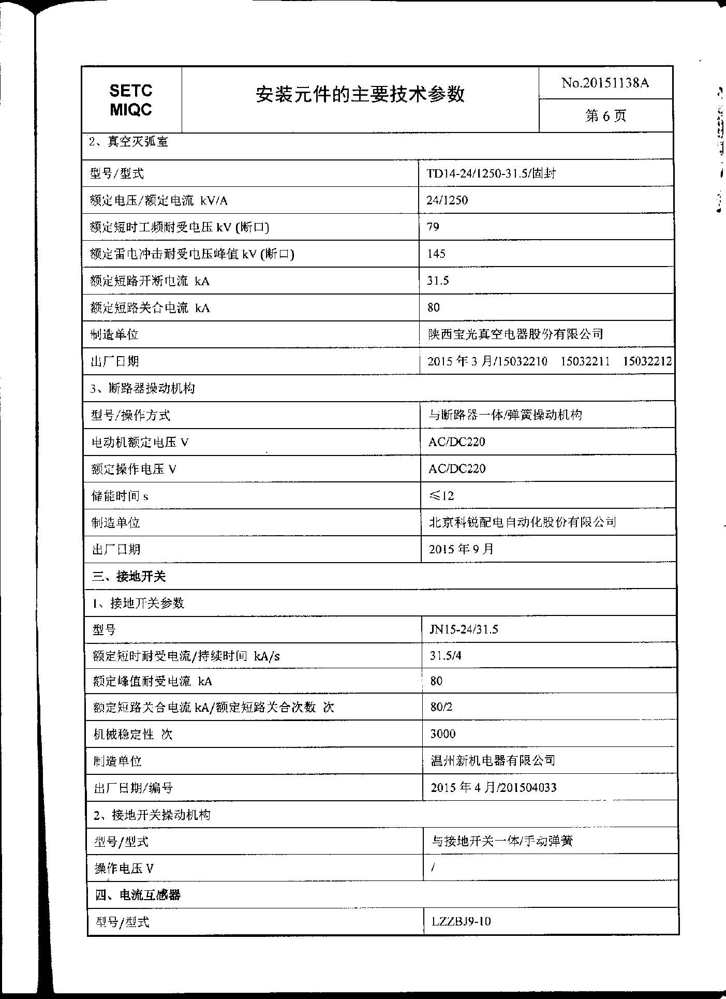 SETC
MIQC
安装元件的主要技术参数
No.20151138A
第 6 页
2、真空灭弧室
型号/型式 TD14-24/1250-31.5/固封
额定电压/额定电流 kV/A 24/1250
额定短时工频耐受电压 kV (断口) 79
额定雷电冲击耐受电压峰值 kV (断口) 145
额定短路开断电流 kA 31.5
额定短路关合电流 kA 80
制造单位 陕西宝光真空电器股份有限公司
出厂日期 2015 年 3 月/15032210 15032211 15032212
3、断路器操动机构
型号/操作方式 与断路器一体/弹簧操动机构
电动机额定电压 V AC/DC220
额定操作电压 V AC/DC220
储能时间 s ≤12
制造单位 北京科锐配电自动化股份有限公司
出厂日期 2015 年 9 月
三、接地开关
1、接地开关参数
型号 JN15-24/31.5
额定短时耐受电流/持续时间 kA/s 31.5/4
额定峰值耐受电流 kA 80
额定短路关合电流 kA/额定短路关合次数 次 80/2
机械稳定性 次 3000
制造单位 温州新机电器有限公司
出厂日期/编号 2015 年 4 月/201504033
2、接地开关操动机构
型号/型式 与接地开关一体/手动弹簧
操作电压 V /
四、电流互感器
型号/型式 LZZBJ9-10